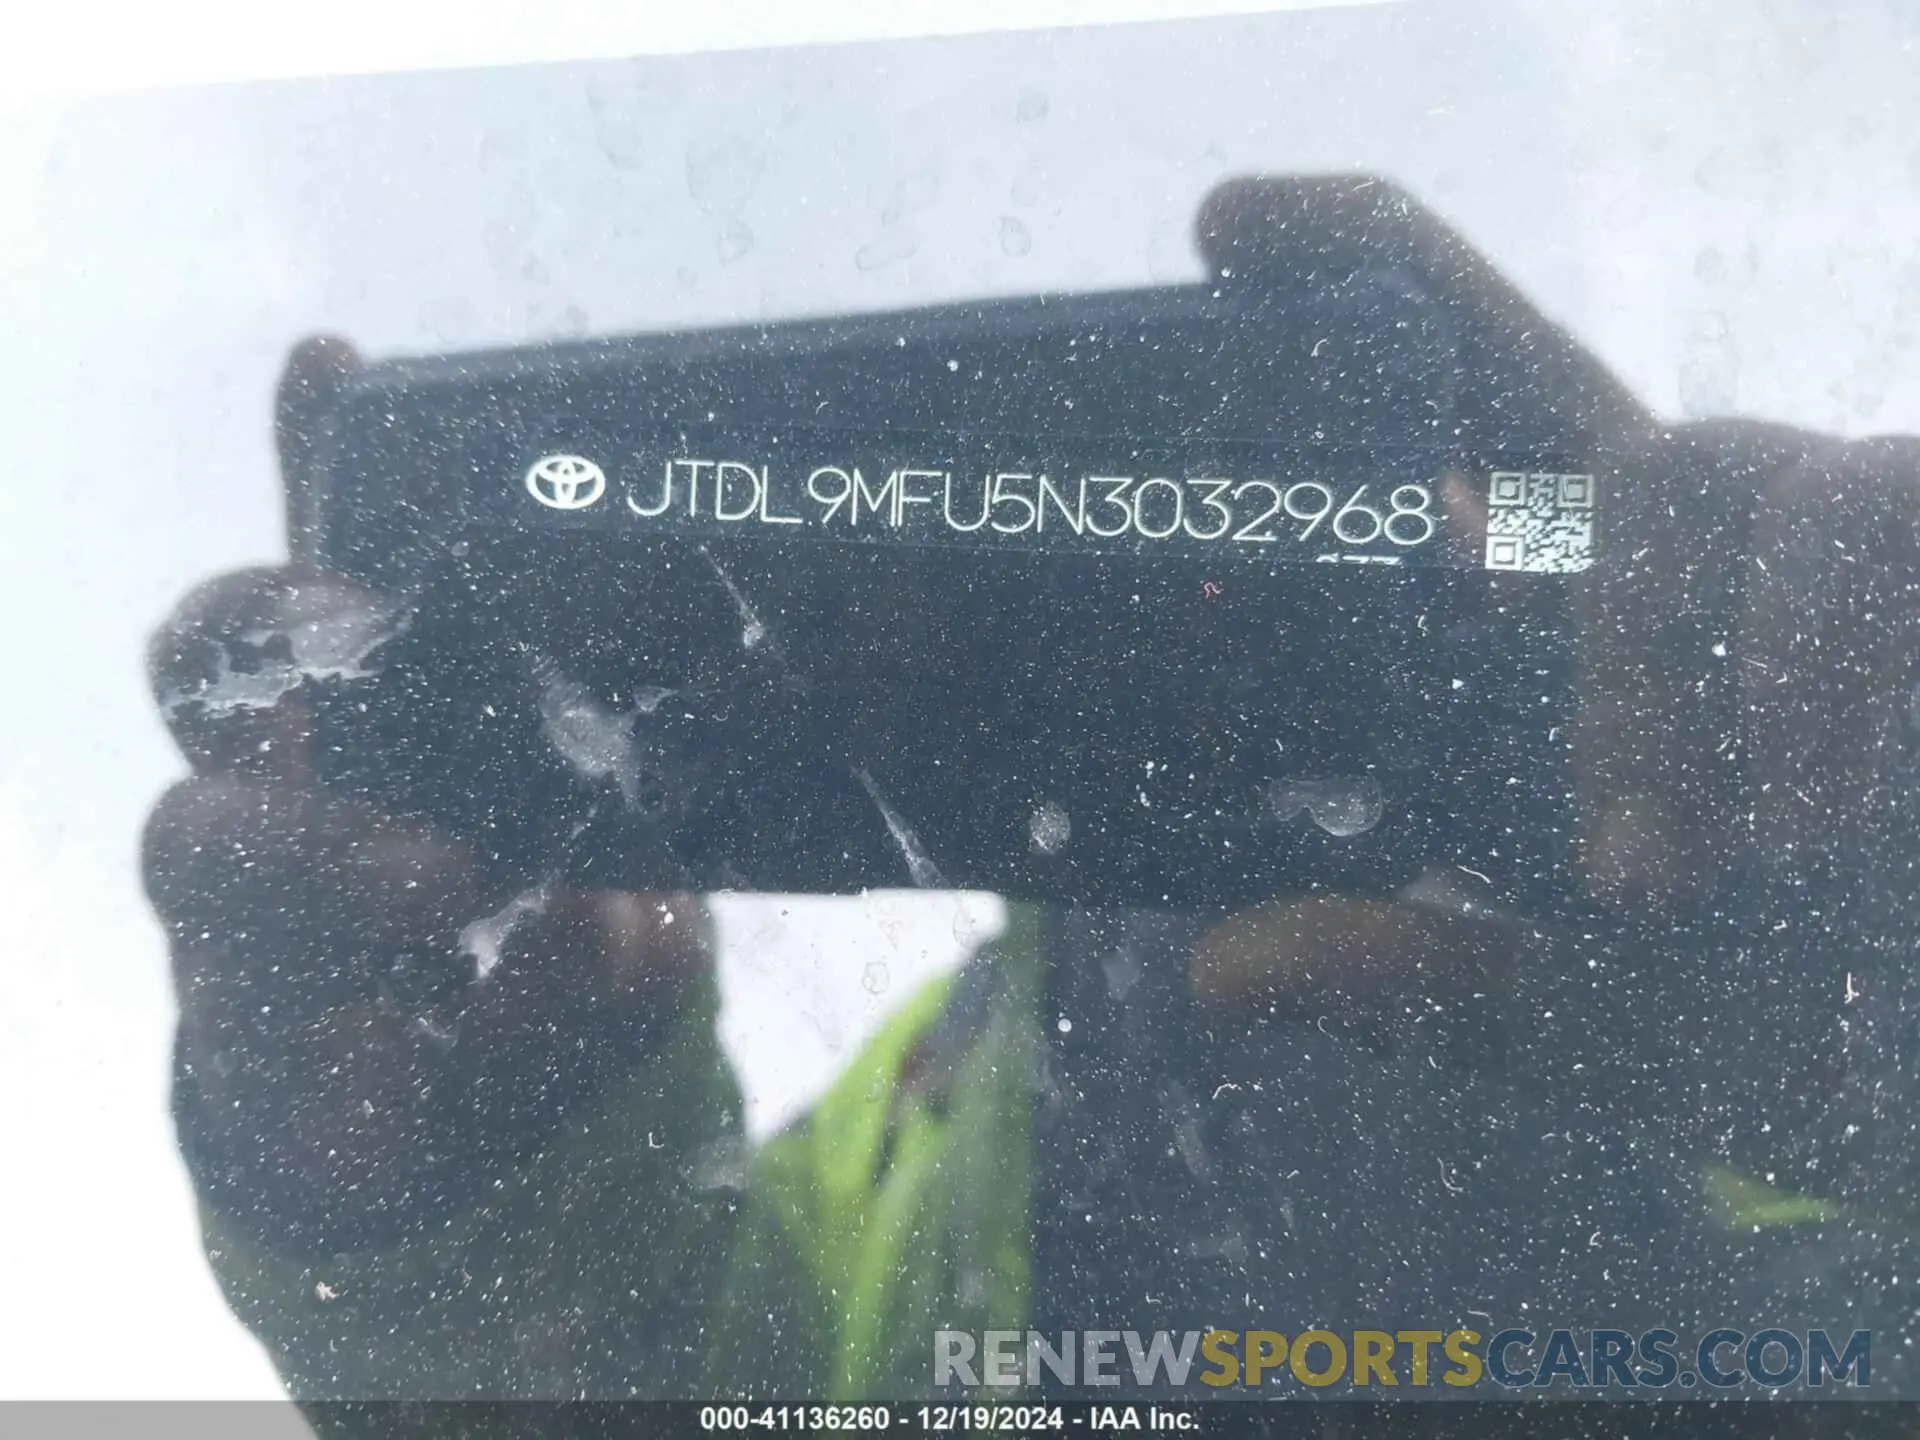 JTDL9MFU5N3032968
RENEWSPORTSCARS.COM
000-41136260 - 12/19/2024 - IAA Inc.